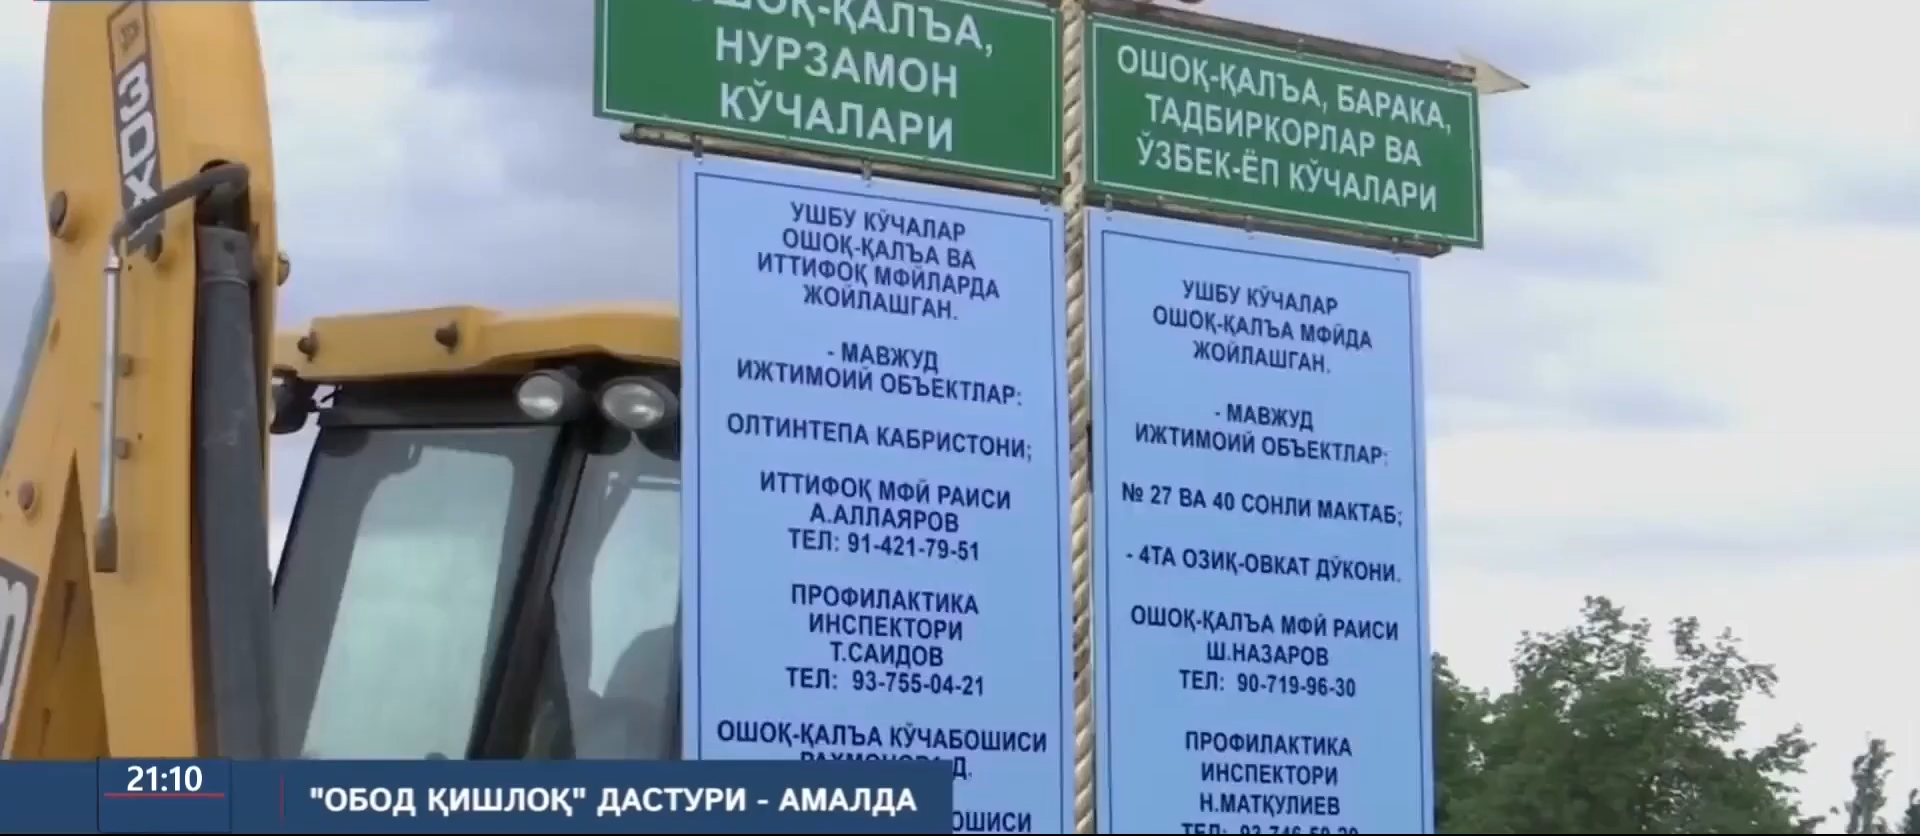 3DX
ОШОҚ-ҚАЛЪА,
НУРЗАМОН
КЎЧАЛАРИ
УШБУ КЎЧАЛАР
ОШОҚ-ҚАЛЪА ВА
ИТТИФОҚ МФЙЛАРДА
ЖОЙЛАШГАН.
- МАВЖУД
ИЖТИМОИЙ ОБЪЕКТЛАР:
ОЛТИНТЕПА КАБРИСТОНИ;
ИТТИФОҚ МФЙ РАИСИ
А.АЛЛАЯРОВ
ТЕЛ: 91-421-79-51
ПРОФИЛАКТИКА
ИНСПЕКТОРИ
Т.САИДОВ
ТЕЛ: 93-755-04-21
ОШОҚ-ҚАЛЪА КЎЧАБОШИСИ
Д.
ОШОҚ-ҚАЛЪА, БАРАКА,
ТАДБИРКОРЛАР ВА
ЎЗБЕК-ЁП КЎЧАЛАРИ
УШБУ КЎЧАЛАР
ОШОҚ-ҚАЛЪА МФЙДА
ЖОЙЛАШГАН.
- МАВЖУД
ИЖТИМОИЙ ОБЪЕКТЛАР:
№ 27 ВА 40 СОНЛИ МАКТАБ;
- 4ТА ОЗИҚ-ОВКАТ ДЎКОНИ.
ОШОҚ-ҚАЛЪА МФЙ РАИСИ
Ш.НАЗАРОВ
ТЕЛ: 90-719-96-30
ПРОФИЛАКТИКА
ИНСПЕКТОРИ
Н.МАТҚУЛИЕВ
ТЕЛ:
21:10
"ОБОД ҚИШЛОҚ" ДАСТУРИ - АМАЛДА